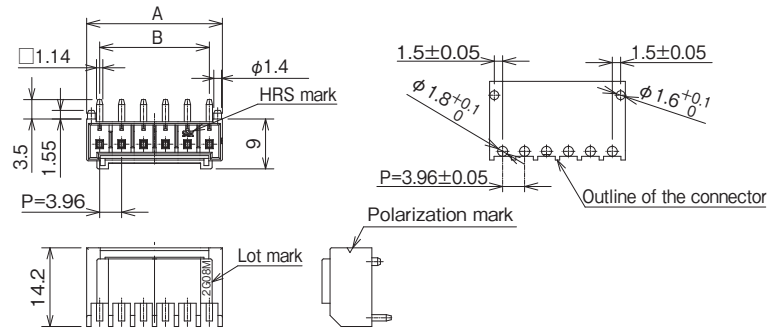 A
B
□1.14
φ1.4
HRS mark
3.5
1.55
9
P=3.96
1.5±0.05
1.5±0.05
φ1.8+0.1 0
φ1.6+0.1 0
P=3.96±0.05
Outline of the connector
Polarization mark
Lot mark
14.2
2G08M